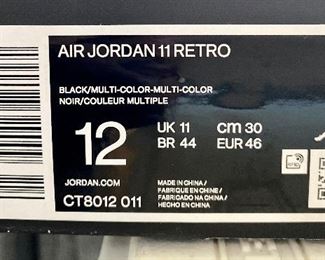 AIR JORDAN 11 RETRO
BLACK/MULTI-COLOR-MULTI-COLOR
NOIR/COULEUR MULTIPLE
12
UK 11 cm 30
BR 44 EUR 46
JORDAN.COM
CT8012 011
MADE IN CHINA /
FABRIQUE EN CHINE /
FABRICADO NA CHINA /
HECHO EN CHINA